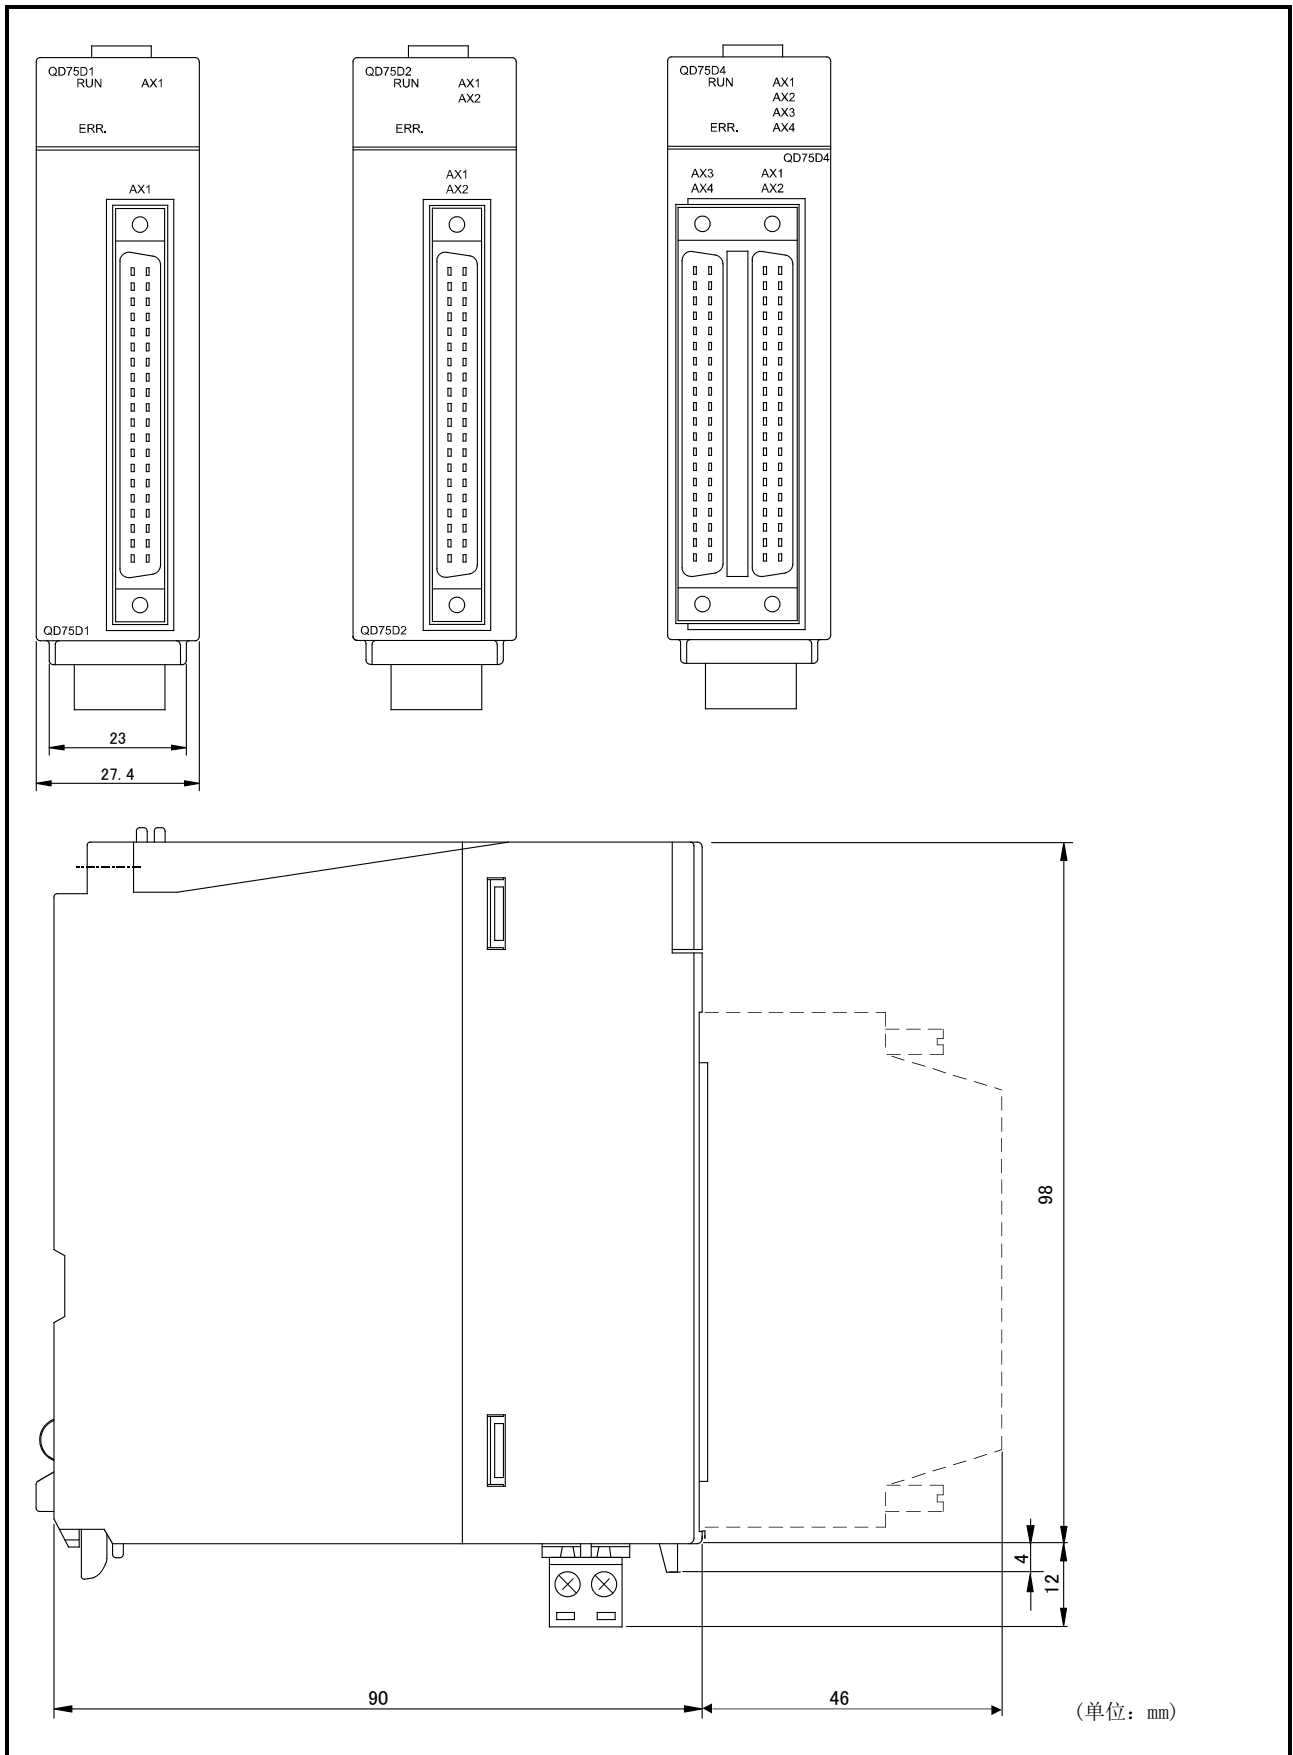 QD75D1
RUN AX1
ERR.
AX1
QD75D1
23
27.4
QD75D2
RUN AX1
AX2
ERR.
AX1
AX2
QD75D2
QD75D4
RUN AX1
AX2
AX3
ERR. AX4
QD75D4
AX3 AX1
AX4 AX2
98
4
12
90
46
(单位：mm)